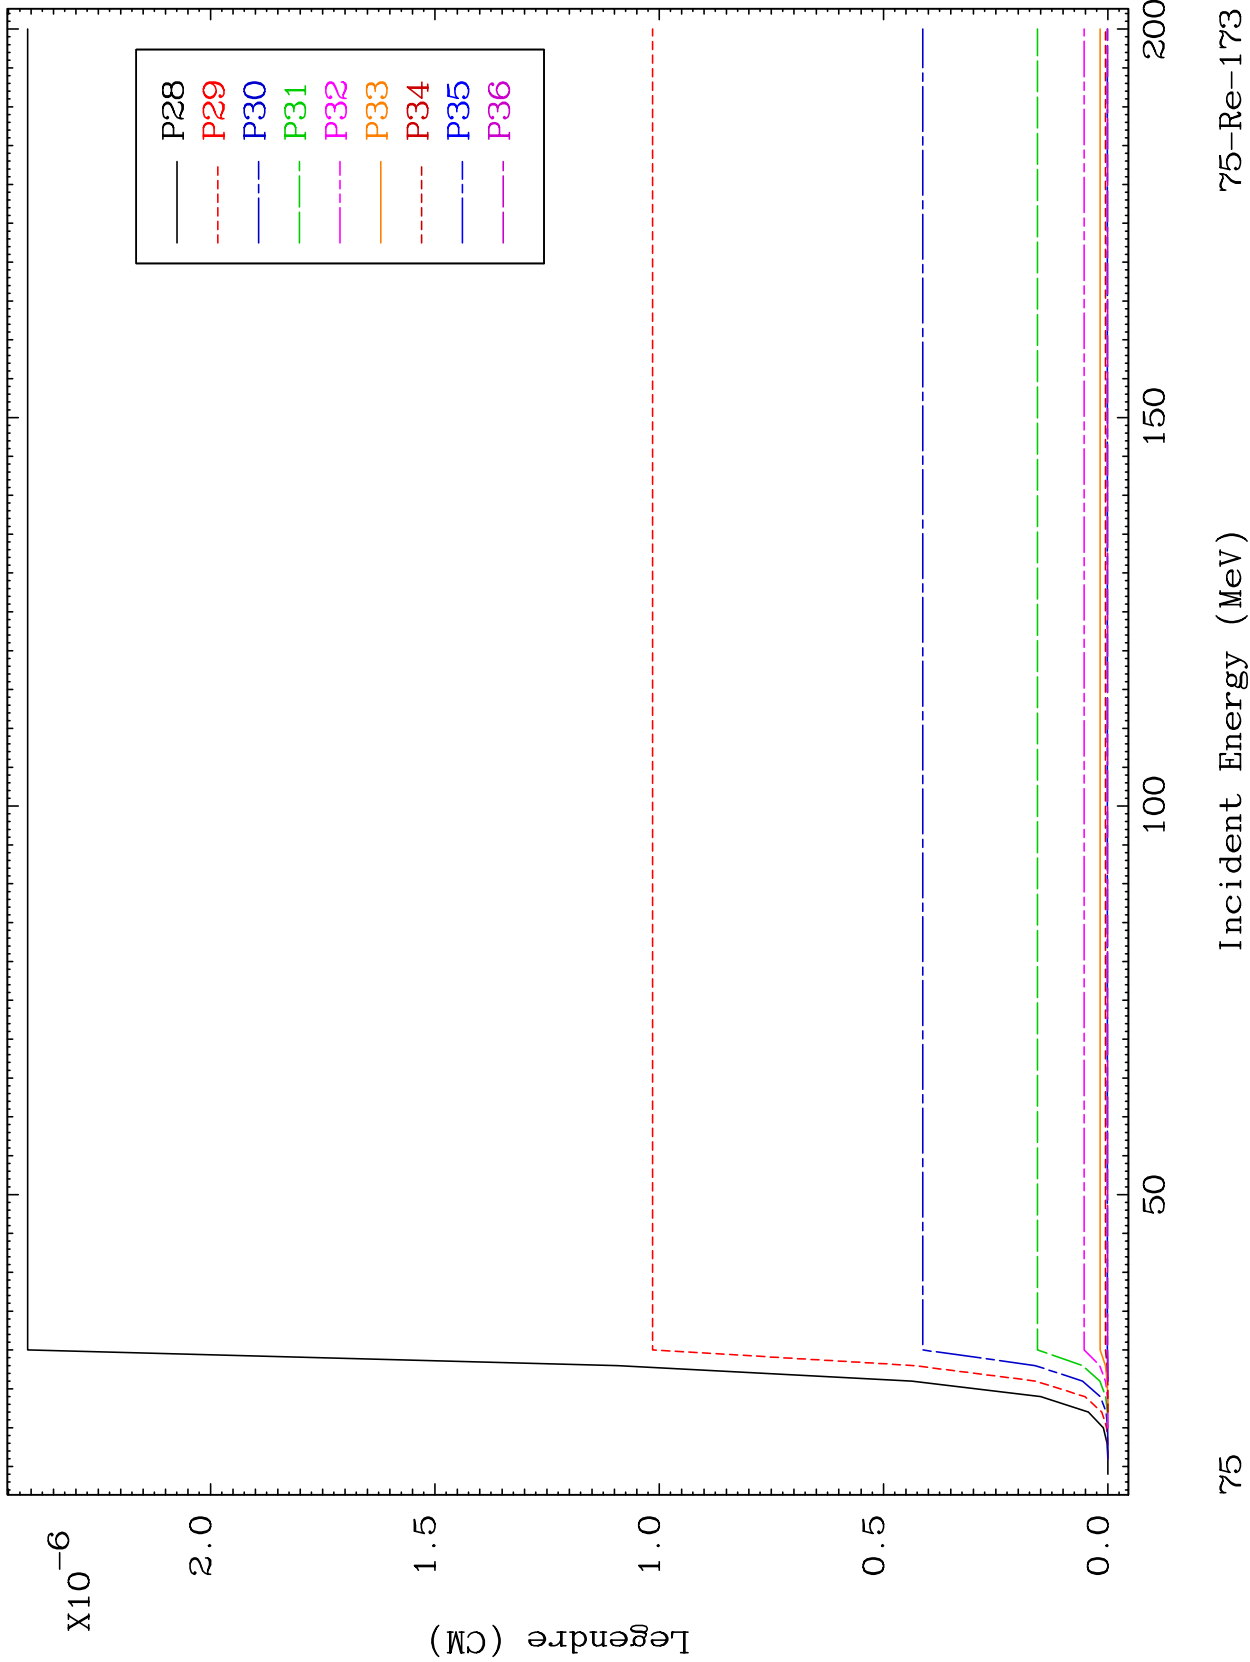 X10-6
2.0
1.5
1.0
0.5
0.0
Legendre (CM)
P28
P29
P30
P31
P32
P33
P34
P35
P36
50
100
150
200
Incident Energy (MeV)
75
75-Re-173